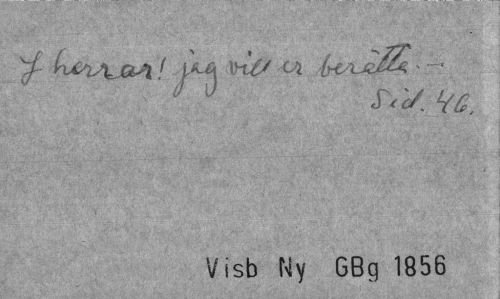 I herrar! jag vill er berätta. –
Sid. 46.
Visb Ny GBg 1856